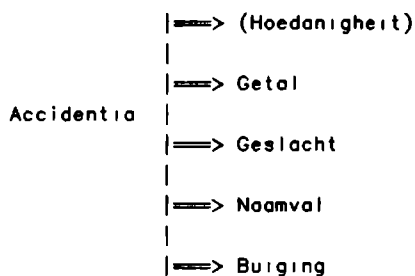 (Hoedanigheit)
Getal
Accidentia
Geslacht
Naamval
Buiging